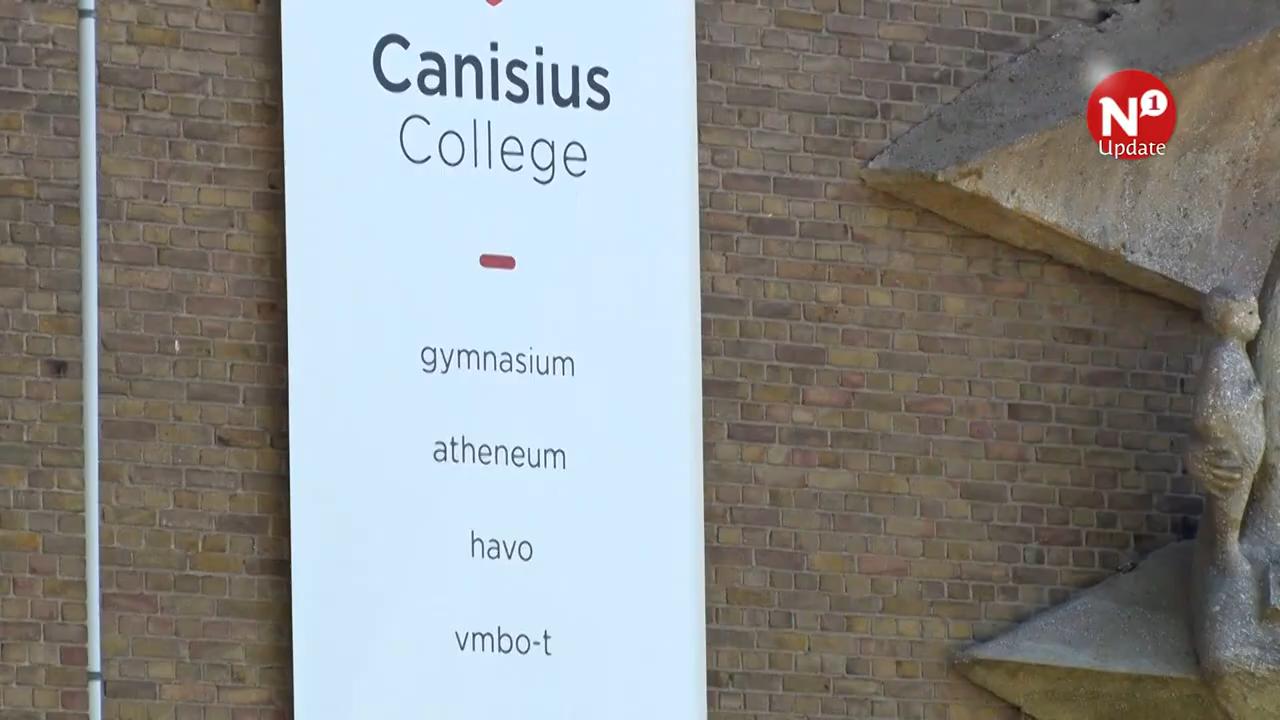 Canisius
College
gymnasium
atheneum
havo
vmbo-t
N1
Update